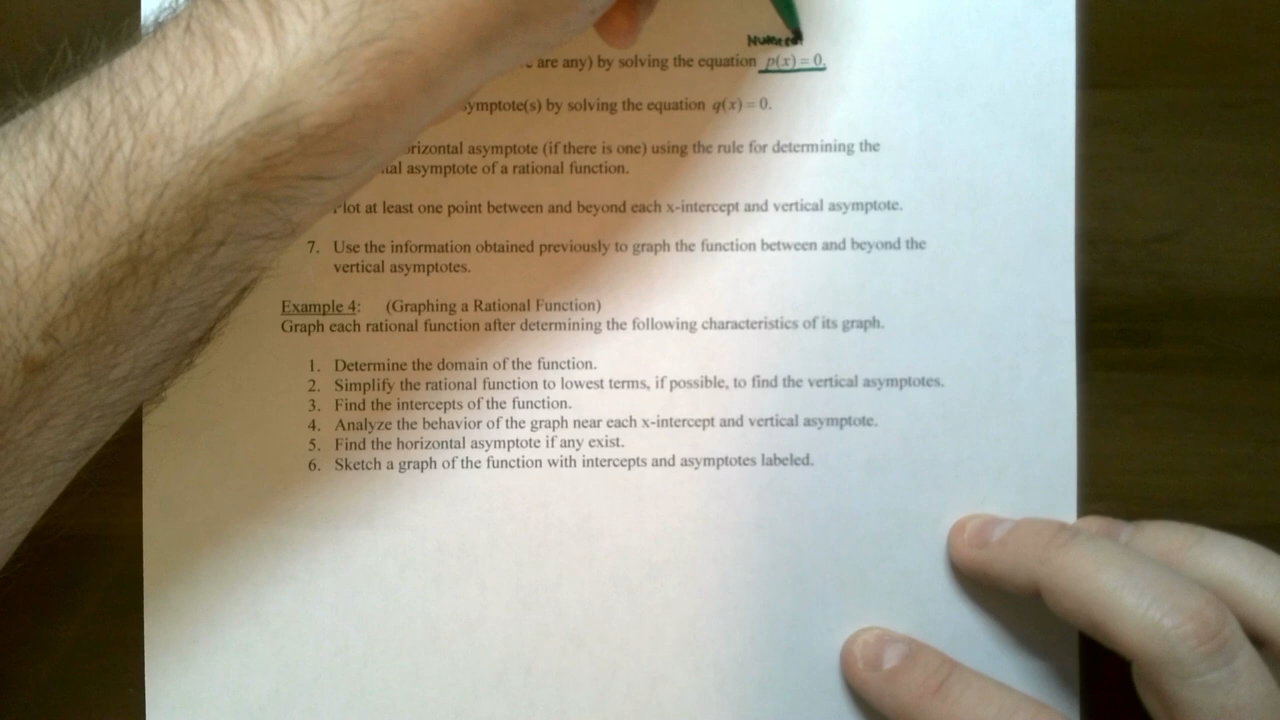 are any) by solving the equation p(x) = 0.
by solving the equation q(x) = 0.
asymptote (if there is one) using the rule for determining the
asymptote of a rational function.
at least one point between and beyond each x-intercept and vertical asymptote.
7. Use the information obtained previously to graph the function between and beyond the
vertical asymptotes.
Example 4: (Graphing a Rational Function)
Graph each rational function after determining the following characteristics of its graph.
1. Determine the domain of the function.
2. Simplify the rational function to lowest terms, if possible, to find the vertical asymptotes.
3. Find the intercepts of the function.
4. Analyze the behavior of the graph near each x-intercept and vertical asymptote.
5. Find the horizontal asymptote if any exist.
6. Sketch a graph of the function with intercepts and asymptotes labeled.